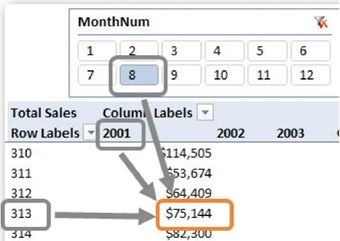 MonthNum
1 2 3 4 5 6
7 8 9 10 11 12
Total Sales Column Labels
Row Labels 2001 2002 2003
310 $114,505
311 $53,674
312 $64,409
313 $75,144
314 $82,300